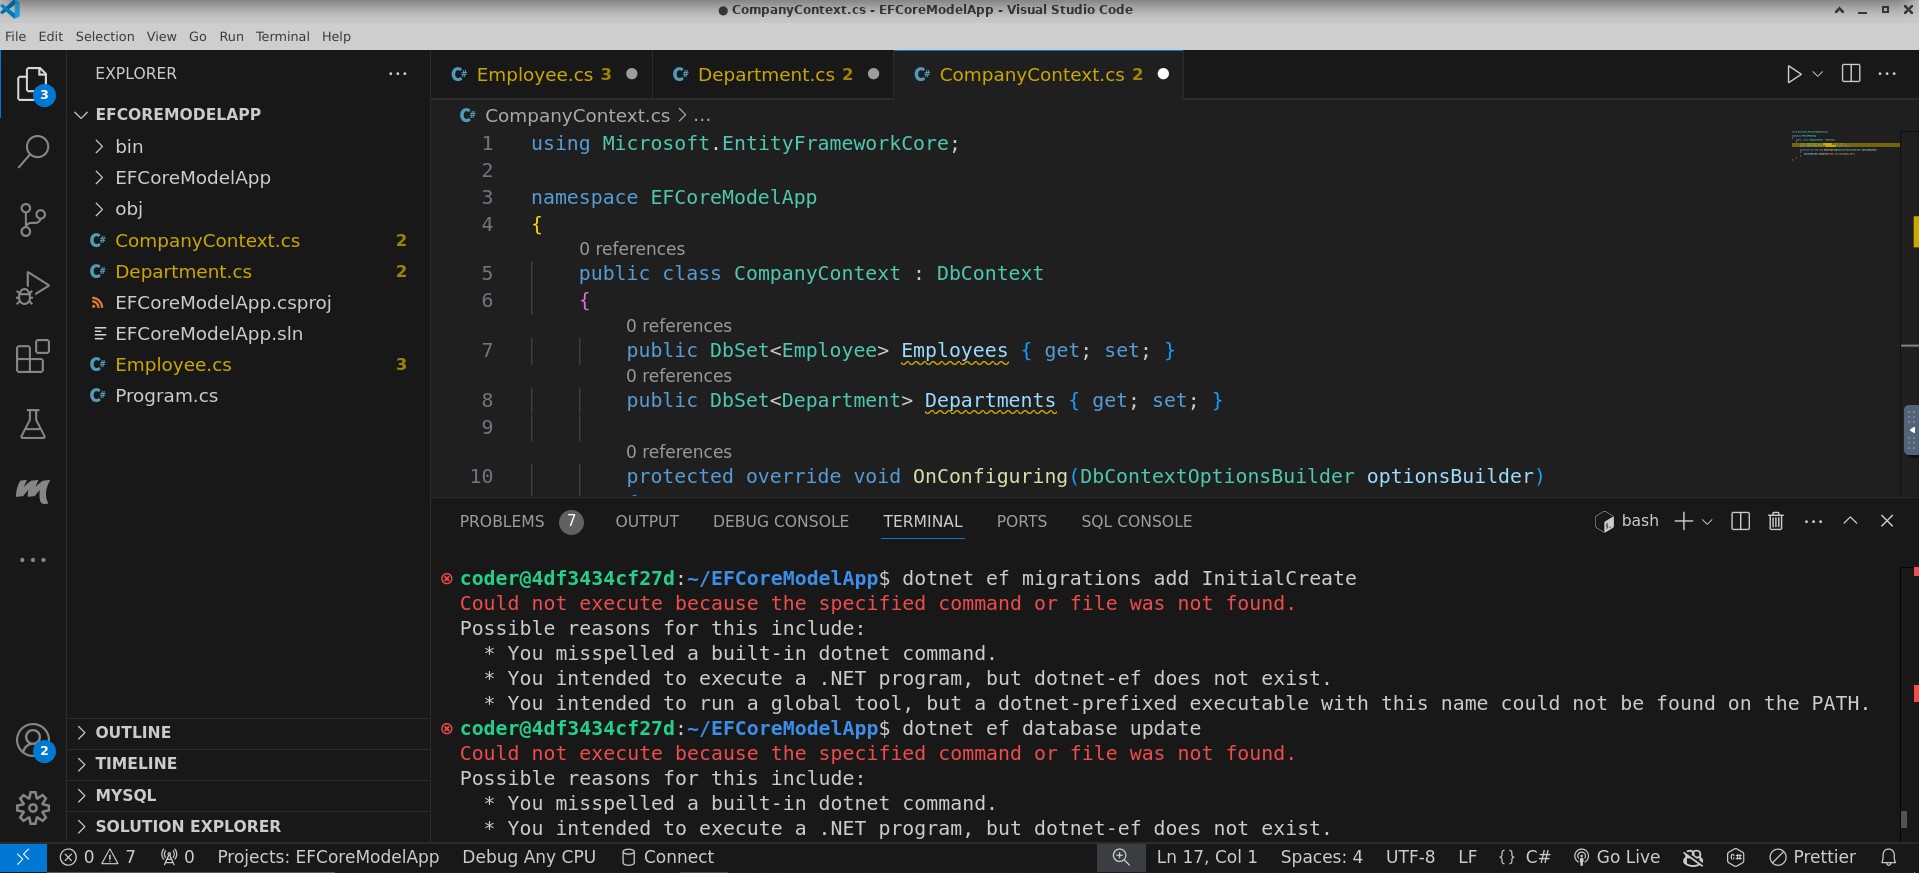 CompanyContext.cs - EFCoreModelApp - Visual Studio Code
File Edit Selection View Go Run Terminal Help
EXPLORER
3
EFCOREMODELAPP
bin
EFCoreModelApp
obj
CompanyContext.cs 2
Department.cs 2
EFCoreModelApp.csproj
EFCoreModelApp.sln
Employee.cs 3
Program.cs
OUTLINE
TIMELINE
MYSQL
SOLUTION EXPLORER
2
Employee.cs 3
Department.cs 2
CompanyContext.cs 2
CompanyContext.cs > ...
1 using Microsoft.EntityFrameworkCore;
2
3 namespace EFCoreModelApp
4 {
0 references
5 public class CompanyContext : DbContext
6 {
0 references
7 public DbSet<Employee> Employees { get; set; }
0 references
8 public DbSet<Department> Departments { get; set; }
9
0 references
10 protected override void OnConfiguring(DbContextOptionsBuilder optionsBuilder)
PROBLEMS 7 OUTPUT DEBUG CONSOLE TERMINAL PORTS SQL CONSOLE
bash
coder@4df3434cf27d:~/EFCoreModelApp$ dotnet ef migrations add InitialCreate
Could not execute because the specified command or file was not found.
Possible reasons for this include:
* You misspelled a built-in dotnet command.
* You intended to execute a .NET program, but dotnet-ef does not exist.
* You intended to run a global tool, but a dotnet-prefixed executable with this name could not be found on the PATH.
coder@4df3434cf27d:~/EFCoreModelApp$ dotnet ef database update
Could not execute because the specified command or file was not found.
Possible reasons for this include:
* You misspelled a built-in dotnet command.
* You intended to execute a .NET program, but dotnet-ef does not exist.
0 7 0 Projects: EFCoreModelApp Debug Any CPU Connect Ln 17, Col 1 Spaces: 4 UTF-8 LF {} C# Go Live Prettier